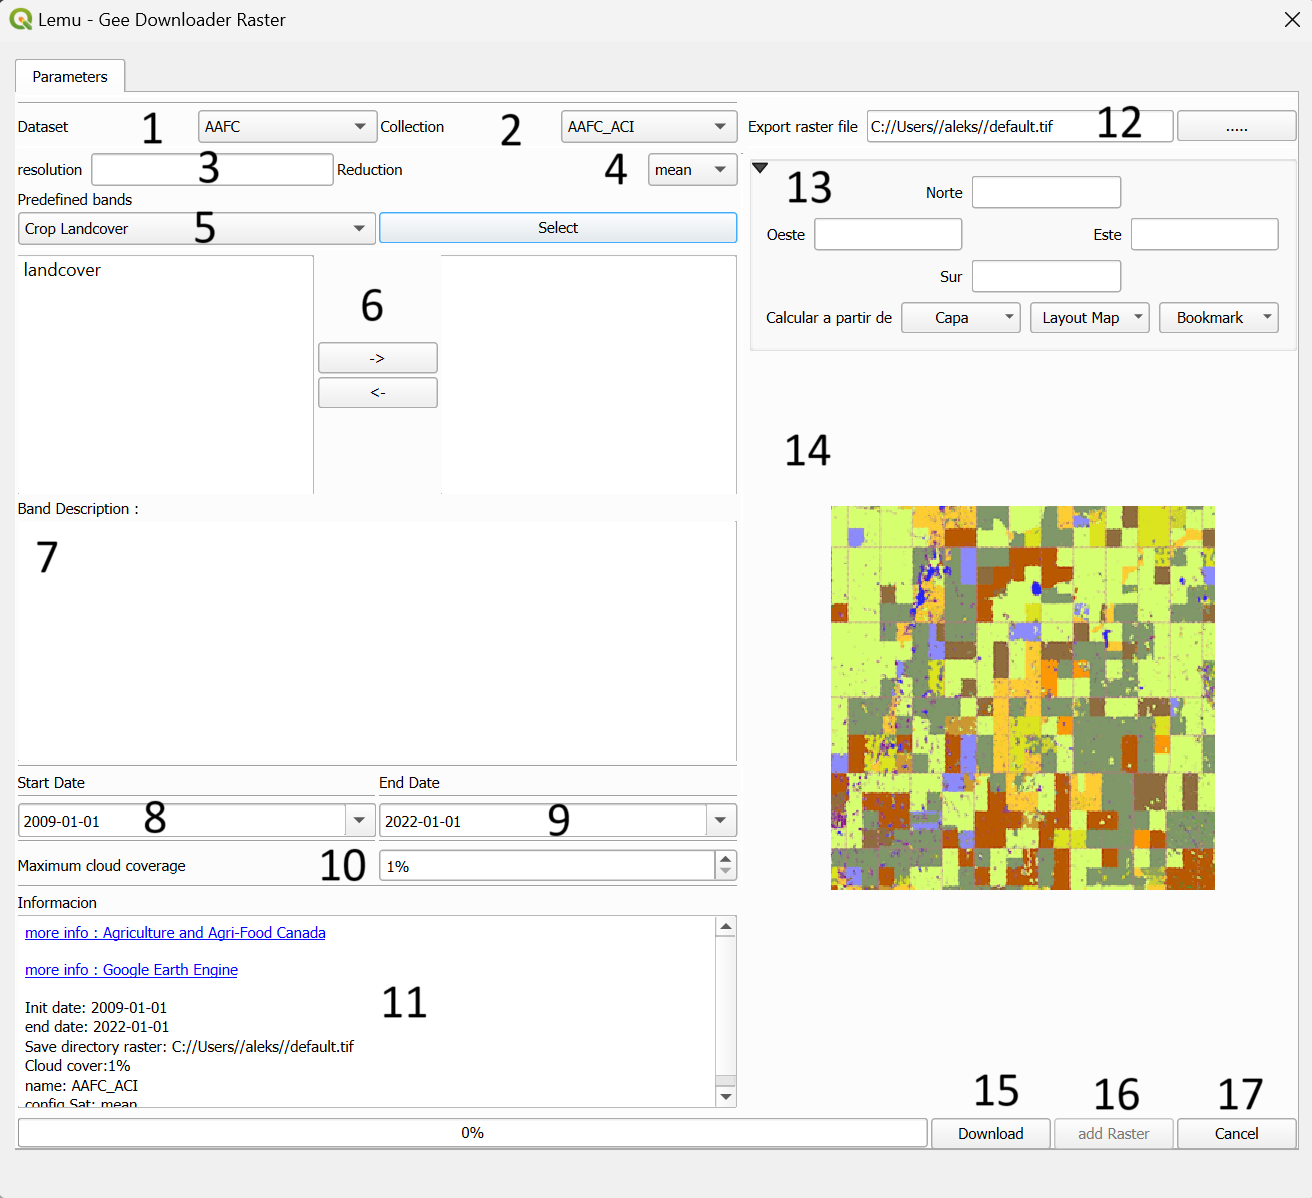 Lemu - Gee Downloader Raster
Parameters
Dataset 1 AAFC Collection 2 AAFC_ACI
Export raster file C://Users//aleks//default.tif 12 .....
resolution 3 Reduction 4 mean
Predefined bands
Crop Landcover 5 Select
landcover
6
->
<-
13 Norte
Oeste Este
Sur
Calcular a partir de Capa Layout Map Bookmark
14
Band Description :
7
Start Date End Date
2009-01-01 8 2022-01-01 9
Maximum cloud coverage 10 1%
Informacion
more info : Agriculture and Agri-Food Canada
more info : Google Earth Engine
11
Init date: 2009-01-01
end date: 2022-01-01
Save directory raster: C://Users//aleks//default.tif
Cloud cover:1%
name: AAFC_ACI
config Sat: mean
15 16 17
0% Download add Raster Cancel